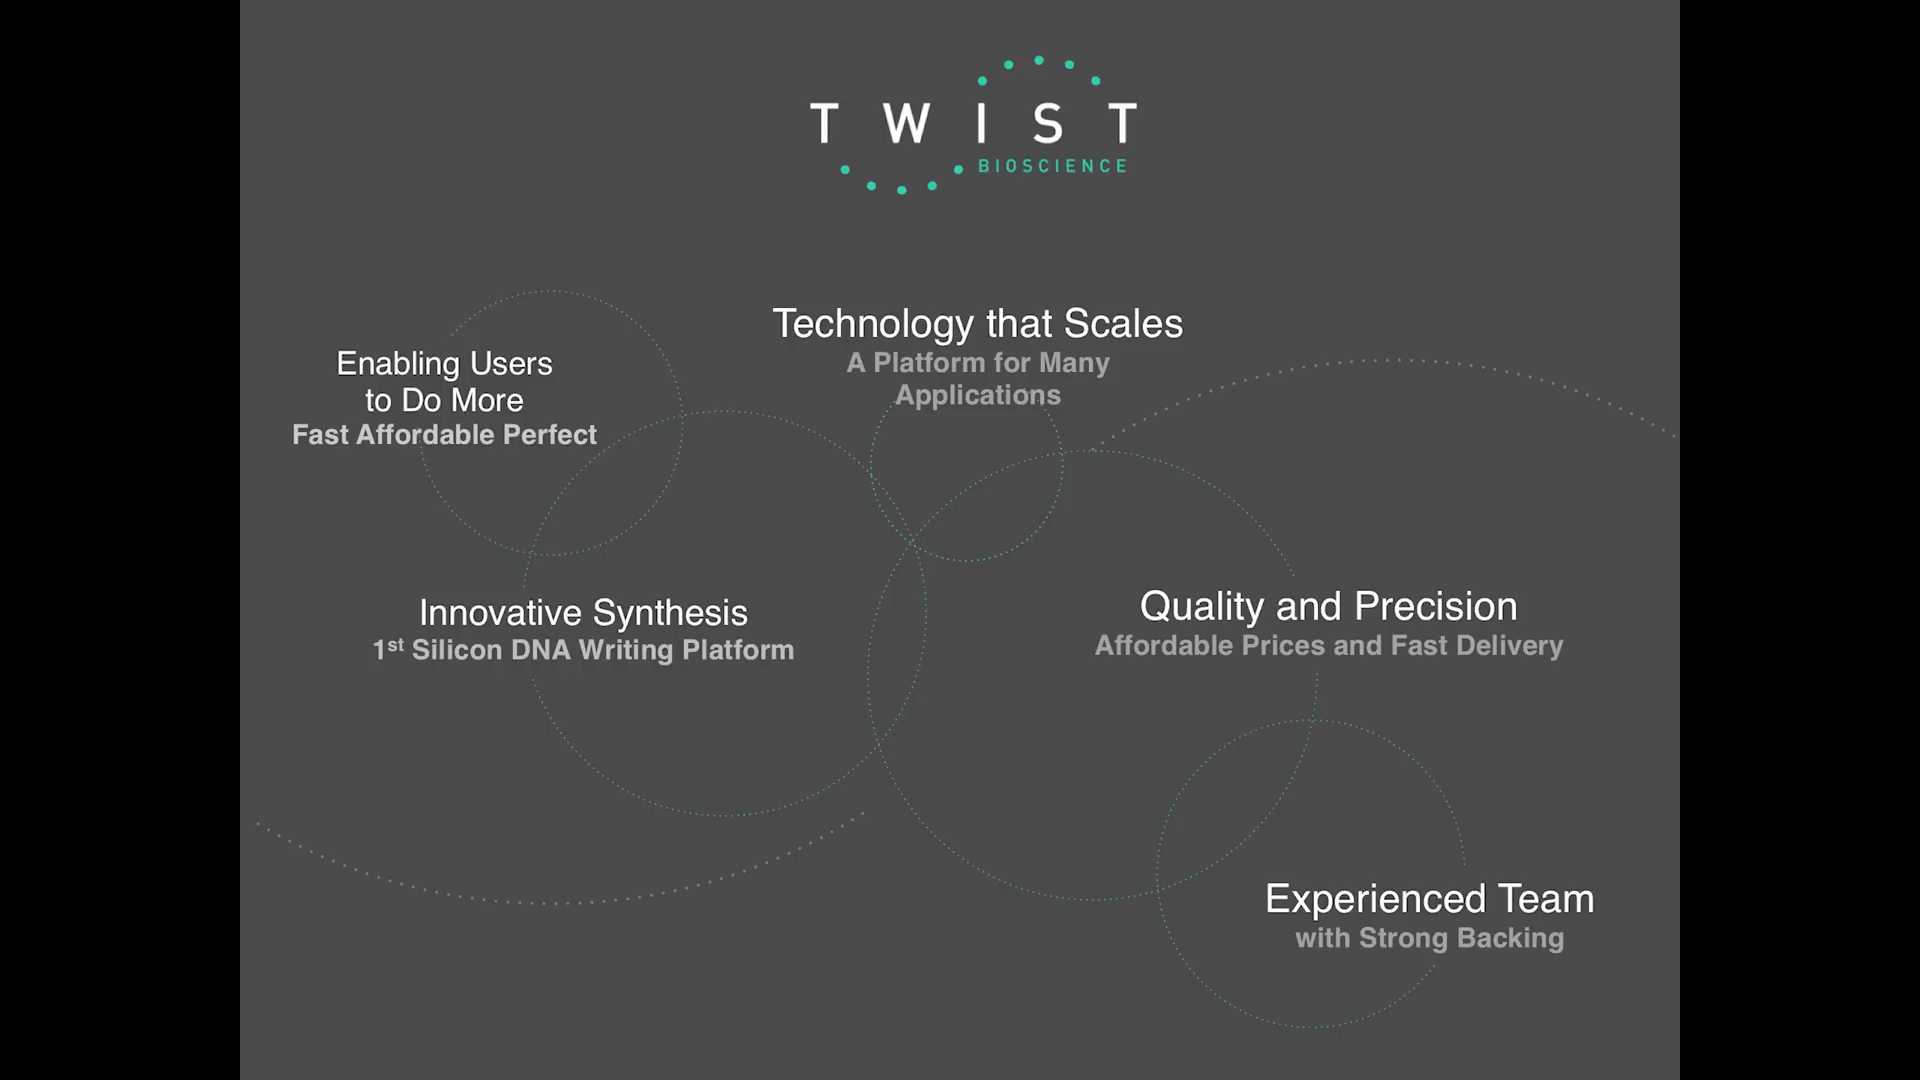 TWIST
BIOSCIENCE
Technology that Scales
A Platform for Many
Applications
Enabling Users
to Do More
Fast Affordable Perfect
Innovative Synthesis
1st Silicon DNA Writing Platform
Quality and Precision
Affordable Prices and Fast Delivery
Experienced Team
with Strong Backing